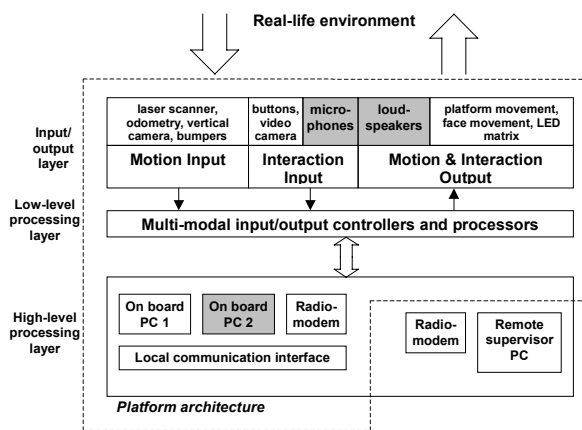 Real-life environment
Input/
output
layer
laser scanner,
odometry, vertical
camera, bumpers
buttons,
video
camera
micro-
phones
loud-
speakers
platform movement,
face movement, LED
matrix
Motion Input
Interaction
Input
Motion & Interaction
Output
Low-level
processing
layer
Multi-modal input/output controllers and processors
High-level
processing
layer
On board
PC 1
On board
PC 2
Radio-
modem
Local communication interface
Radio-
modem
Remote
supervisor
PC
Platform architecture